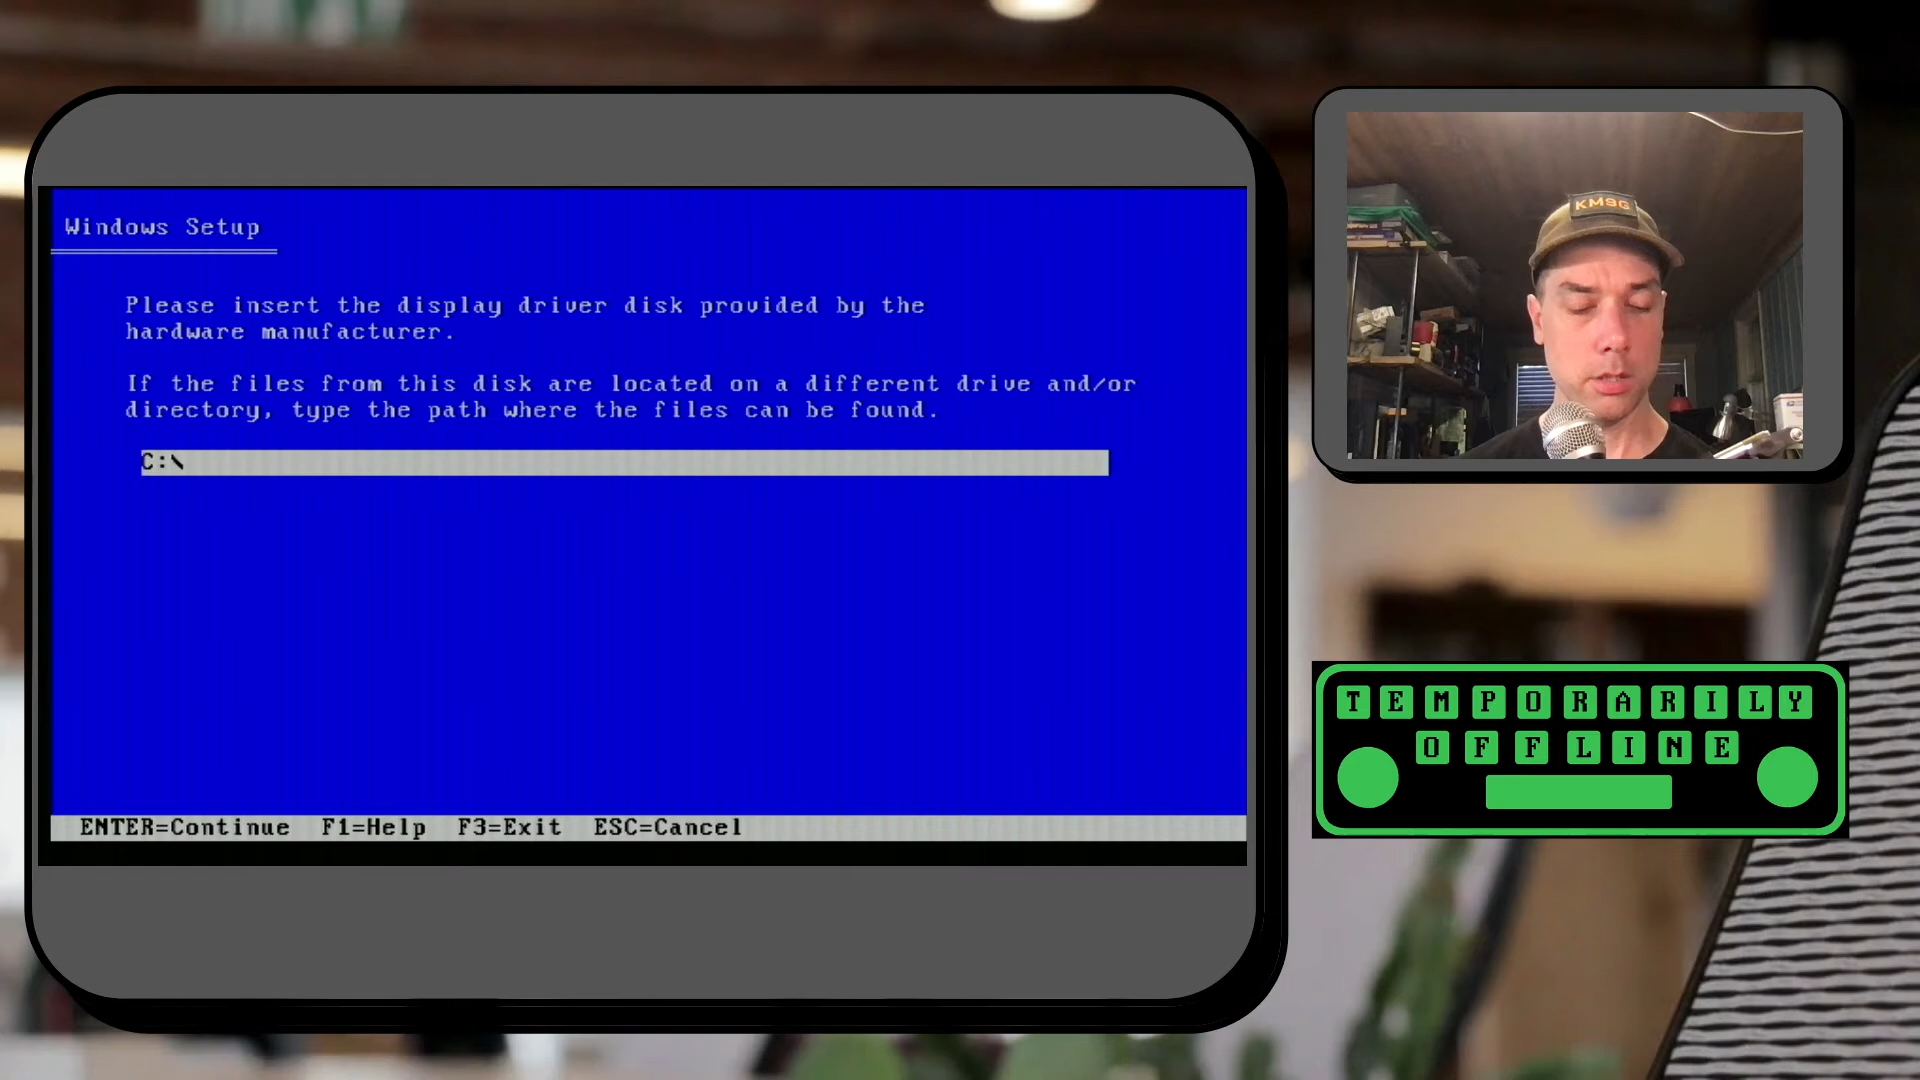 Windows Setup
Please insert the display driver disk provided by the
hardware manufacturer.
If the files from this disk are located on a different drive and/or
directory, type the path where the files can be found.
C:\
ENTER=Continue F1=Help F3=Exit ESC=Cancel
KM9G
TEMPORARILY
OFFLINE